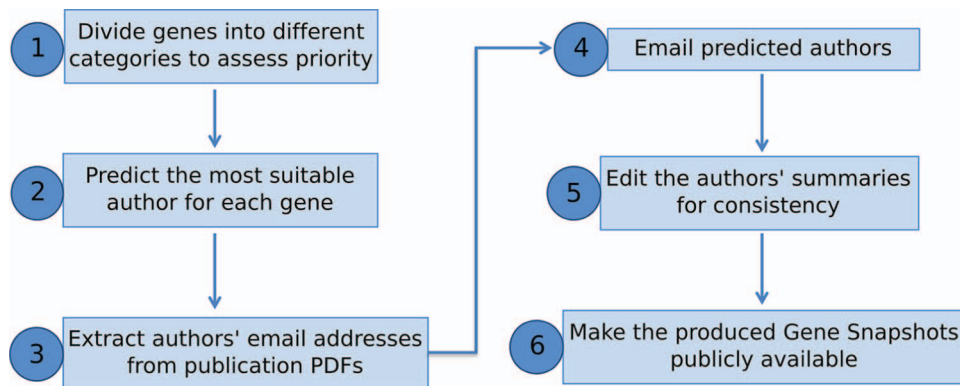 1
Divide genes into different
categories to assess priority
2
Predict the most suitable
author for each gene
3
Extract authors' email addresses
from publication PDFs
4
Email predicted authors
5
Edit the authors' summaries
for consistency
6
Make the produced Gene Snapshots
publicly available